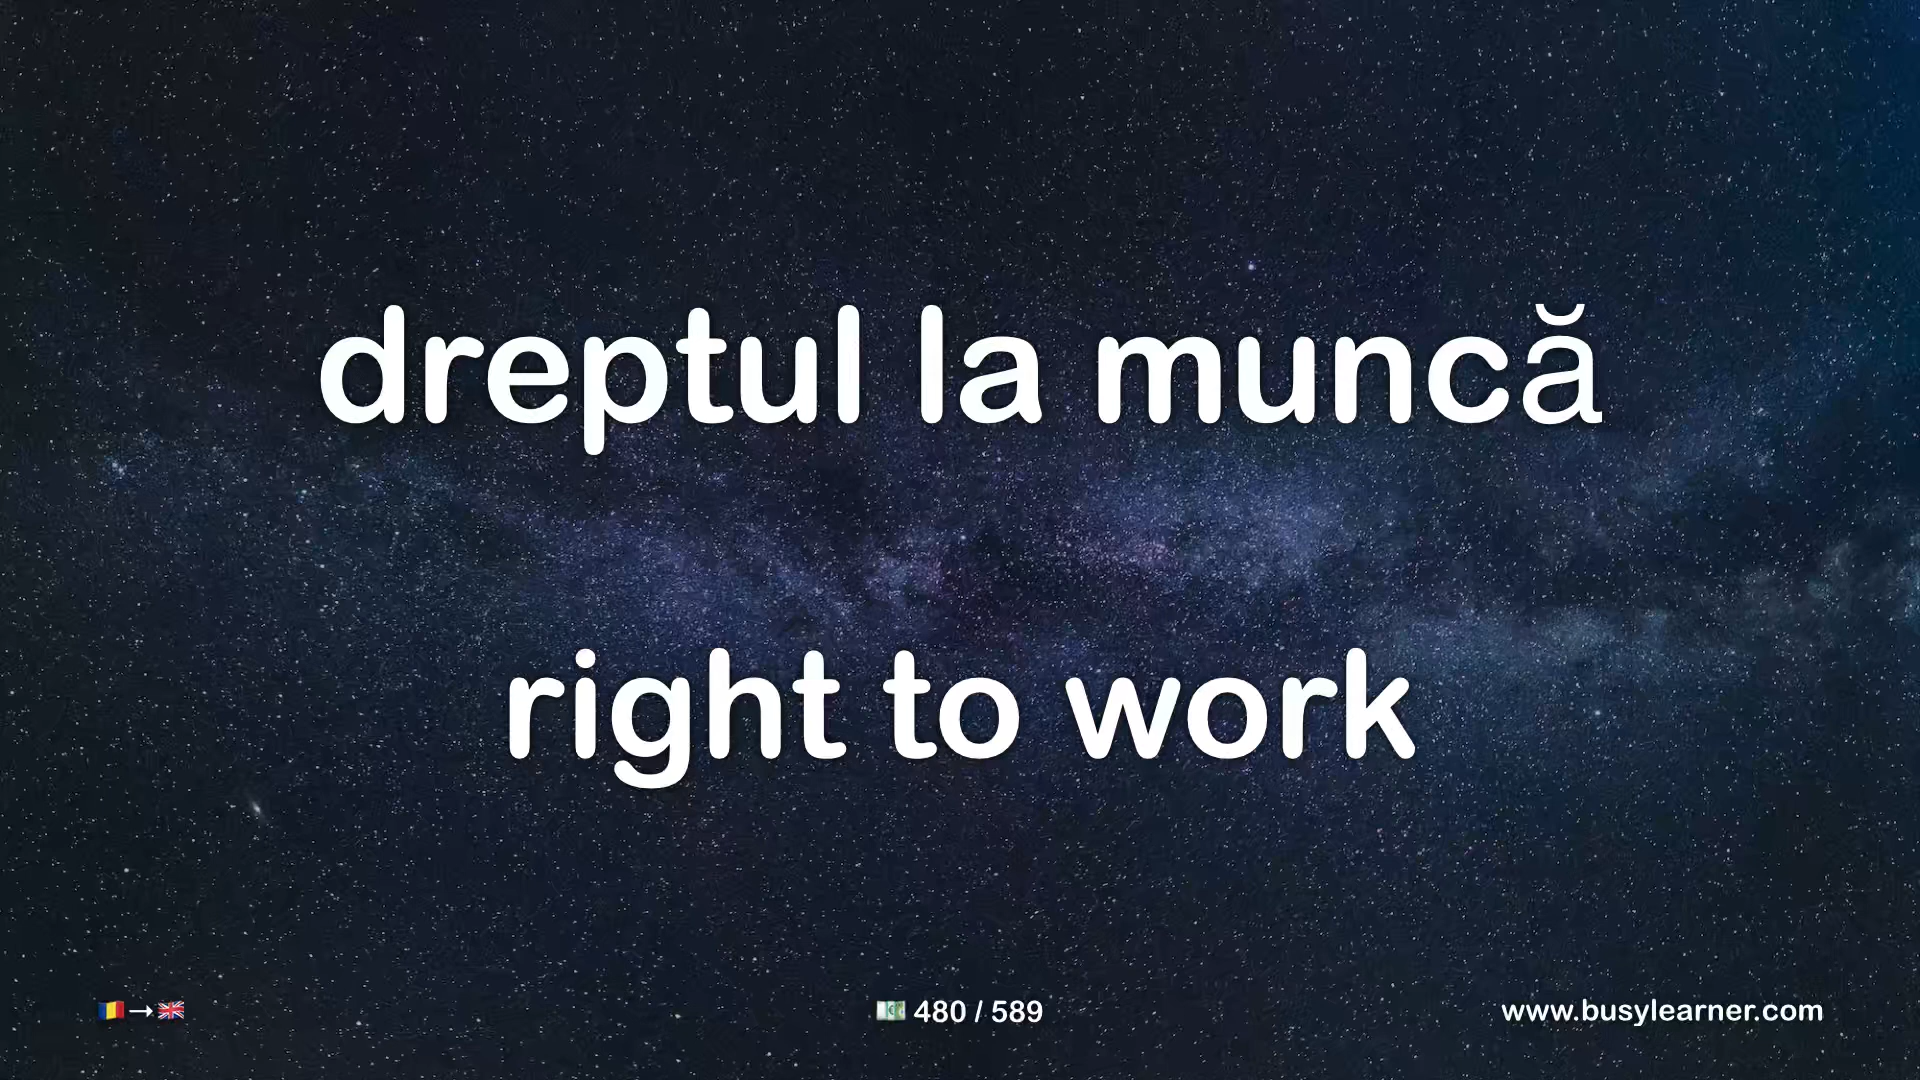 dreptul la muncă
right to work
🇷🇴→🇬🇧
💶 480 / 589
www.busylearner.com